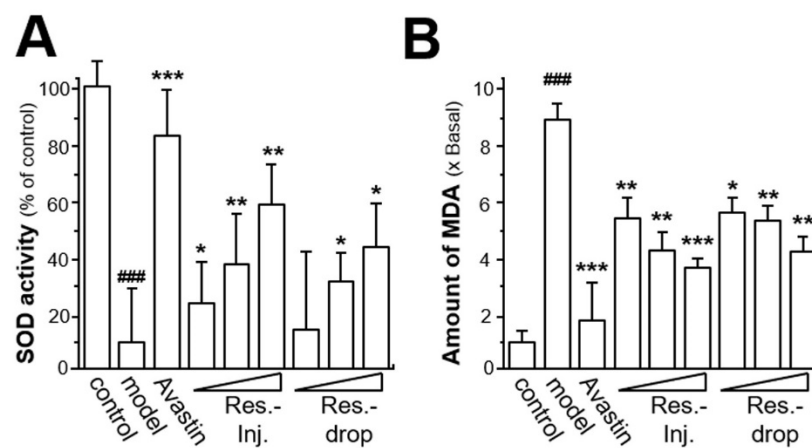 A
SOD activity (% of control)
100
80
60
40
20
0
###
***
*
**
**
*
*
control
model
Avastin
Res.-
Inj.
Res.-
drop
B
Amount of MDA (x Basal)
10
8
6
4
2
0
###
***
**
**
***
*
**
**
control
model
Avastin
Res.-
Inj.
Res.-
drop